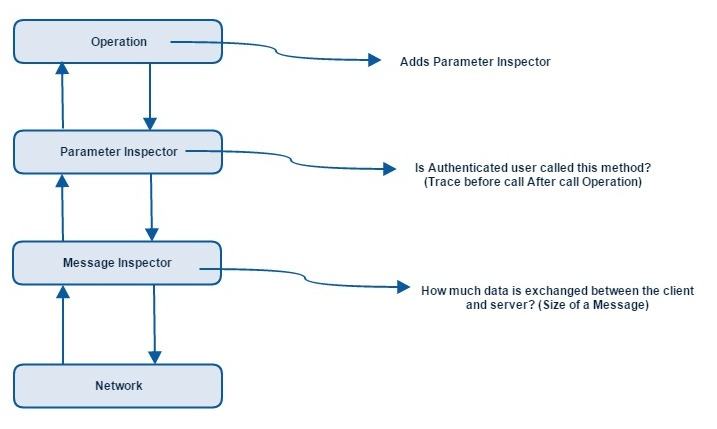 Operation
Adds Parameter Inspector
Parameter Inspector
Is Authenticated user called this method?
(Trace before call After call Operation)
Message Inspector
How much data is exchanged between the client
and server? (Size of a Message)
Network